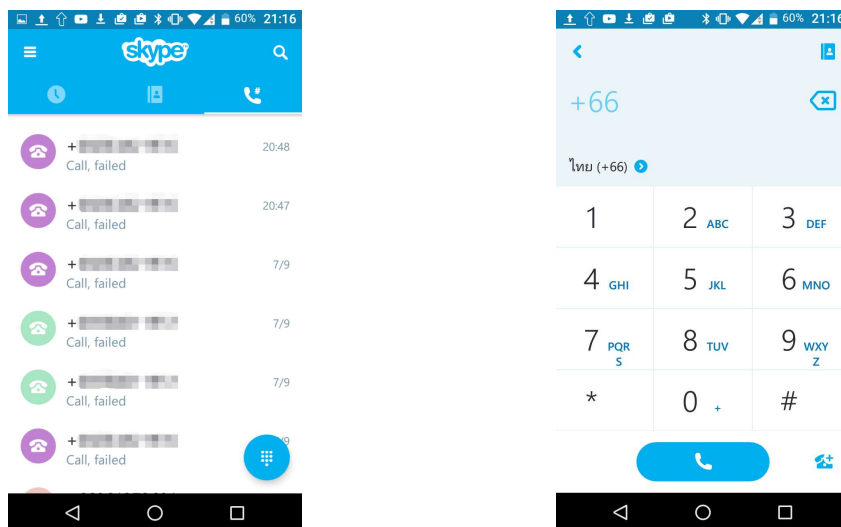 60% 21:16
skype
+
Call, failed
20:48
+
Call, failed
20:47
+
Call, failed
7/9
+
Call, failed
7/9
+
Call, failed
7/9
+
Call, failed
60% 21:16
+66
ไทย (+66)
1
2 ABC
3 DEF
4 GHI
5 JKL
6 MNO
7 PQR
S
8 TUV
9 WXY
Z
*
0 +
#